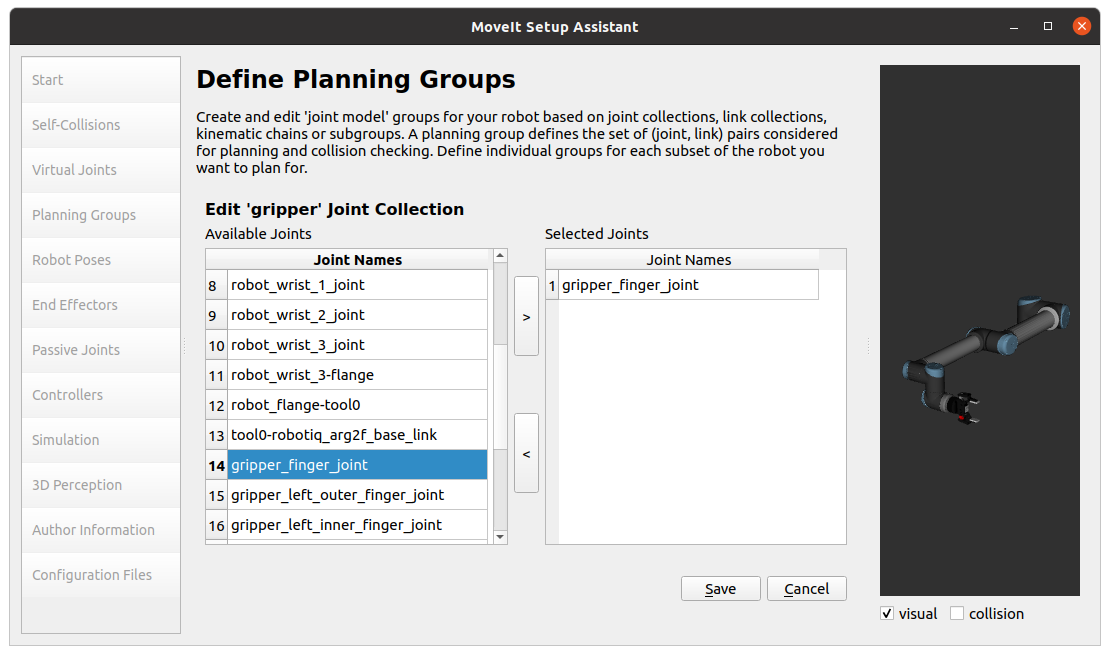 MoveIt Setup Assistant
Start
Self-Collisions
Virtual Joints
Planning Groups
Robot Poses
End Effectors
Passive Joints
Controllers
Simulation
3D Perception
Author Information
Configuration Files
Define Planning Groups
Create and edit 'joint model' groups for your robot based on joint collections, link collections,
kinematic chains or subgroups. A planning group defines the set of (joint, link) pairs considered
for planning and collision checking. Define individual groups for each subset of the robot you
want to plan for.
Edit 'gripper' Joint Collection
Available Joints
Joint Names
8 robot_wrist_1_joint
9 robot_wrist_2_joint
10 robot_wrist_3_joint
11 robot_wrist_3-flange
12 robot_flange-tool0
13 tool0-robotiq_arg2f_base_link
14 gripper_finger_joint
15 gripper_left_outer_finger_joint
16 gripper_left_inner_finger_joint
>
<
Selected Joints
Joint Names
1 gripper_finger_joint
Save
Cancel
visual
collision